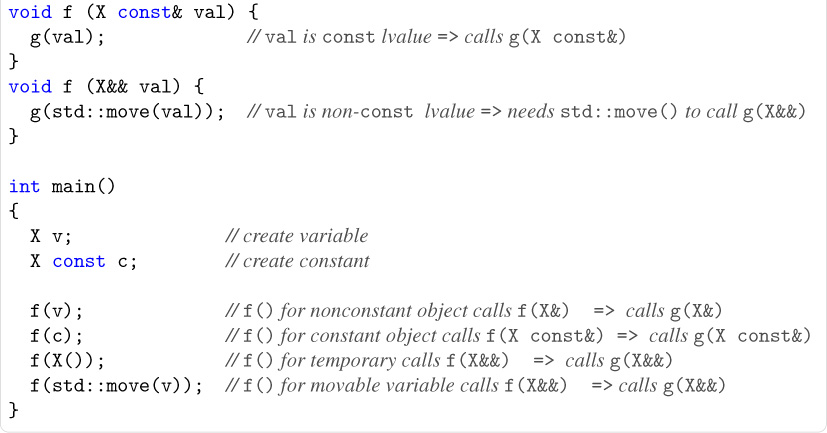 void f (X const& val) {
  g(val);             // val is const lvalue => calls g(X const&)
}
void f (X&& val) {
  g(std::move(val));  // val is non-const lvalue => needs std::move() to call g(X&&)
}

int main()
{
  X v;              // create variable
  X const c;        // create constant

  f(v);             // f() for nonconstant object calls f(X&) => calls g(X&)
  f(c);             // f() for constant object calls f(X const&) => calls g(X const&)
  f(X());           // f() for temporary calls f(X&&) => calls g(X&&)
  f(std::move(v));  // f() for movable variable calls f(X&&) => calls g(X&&)
}